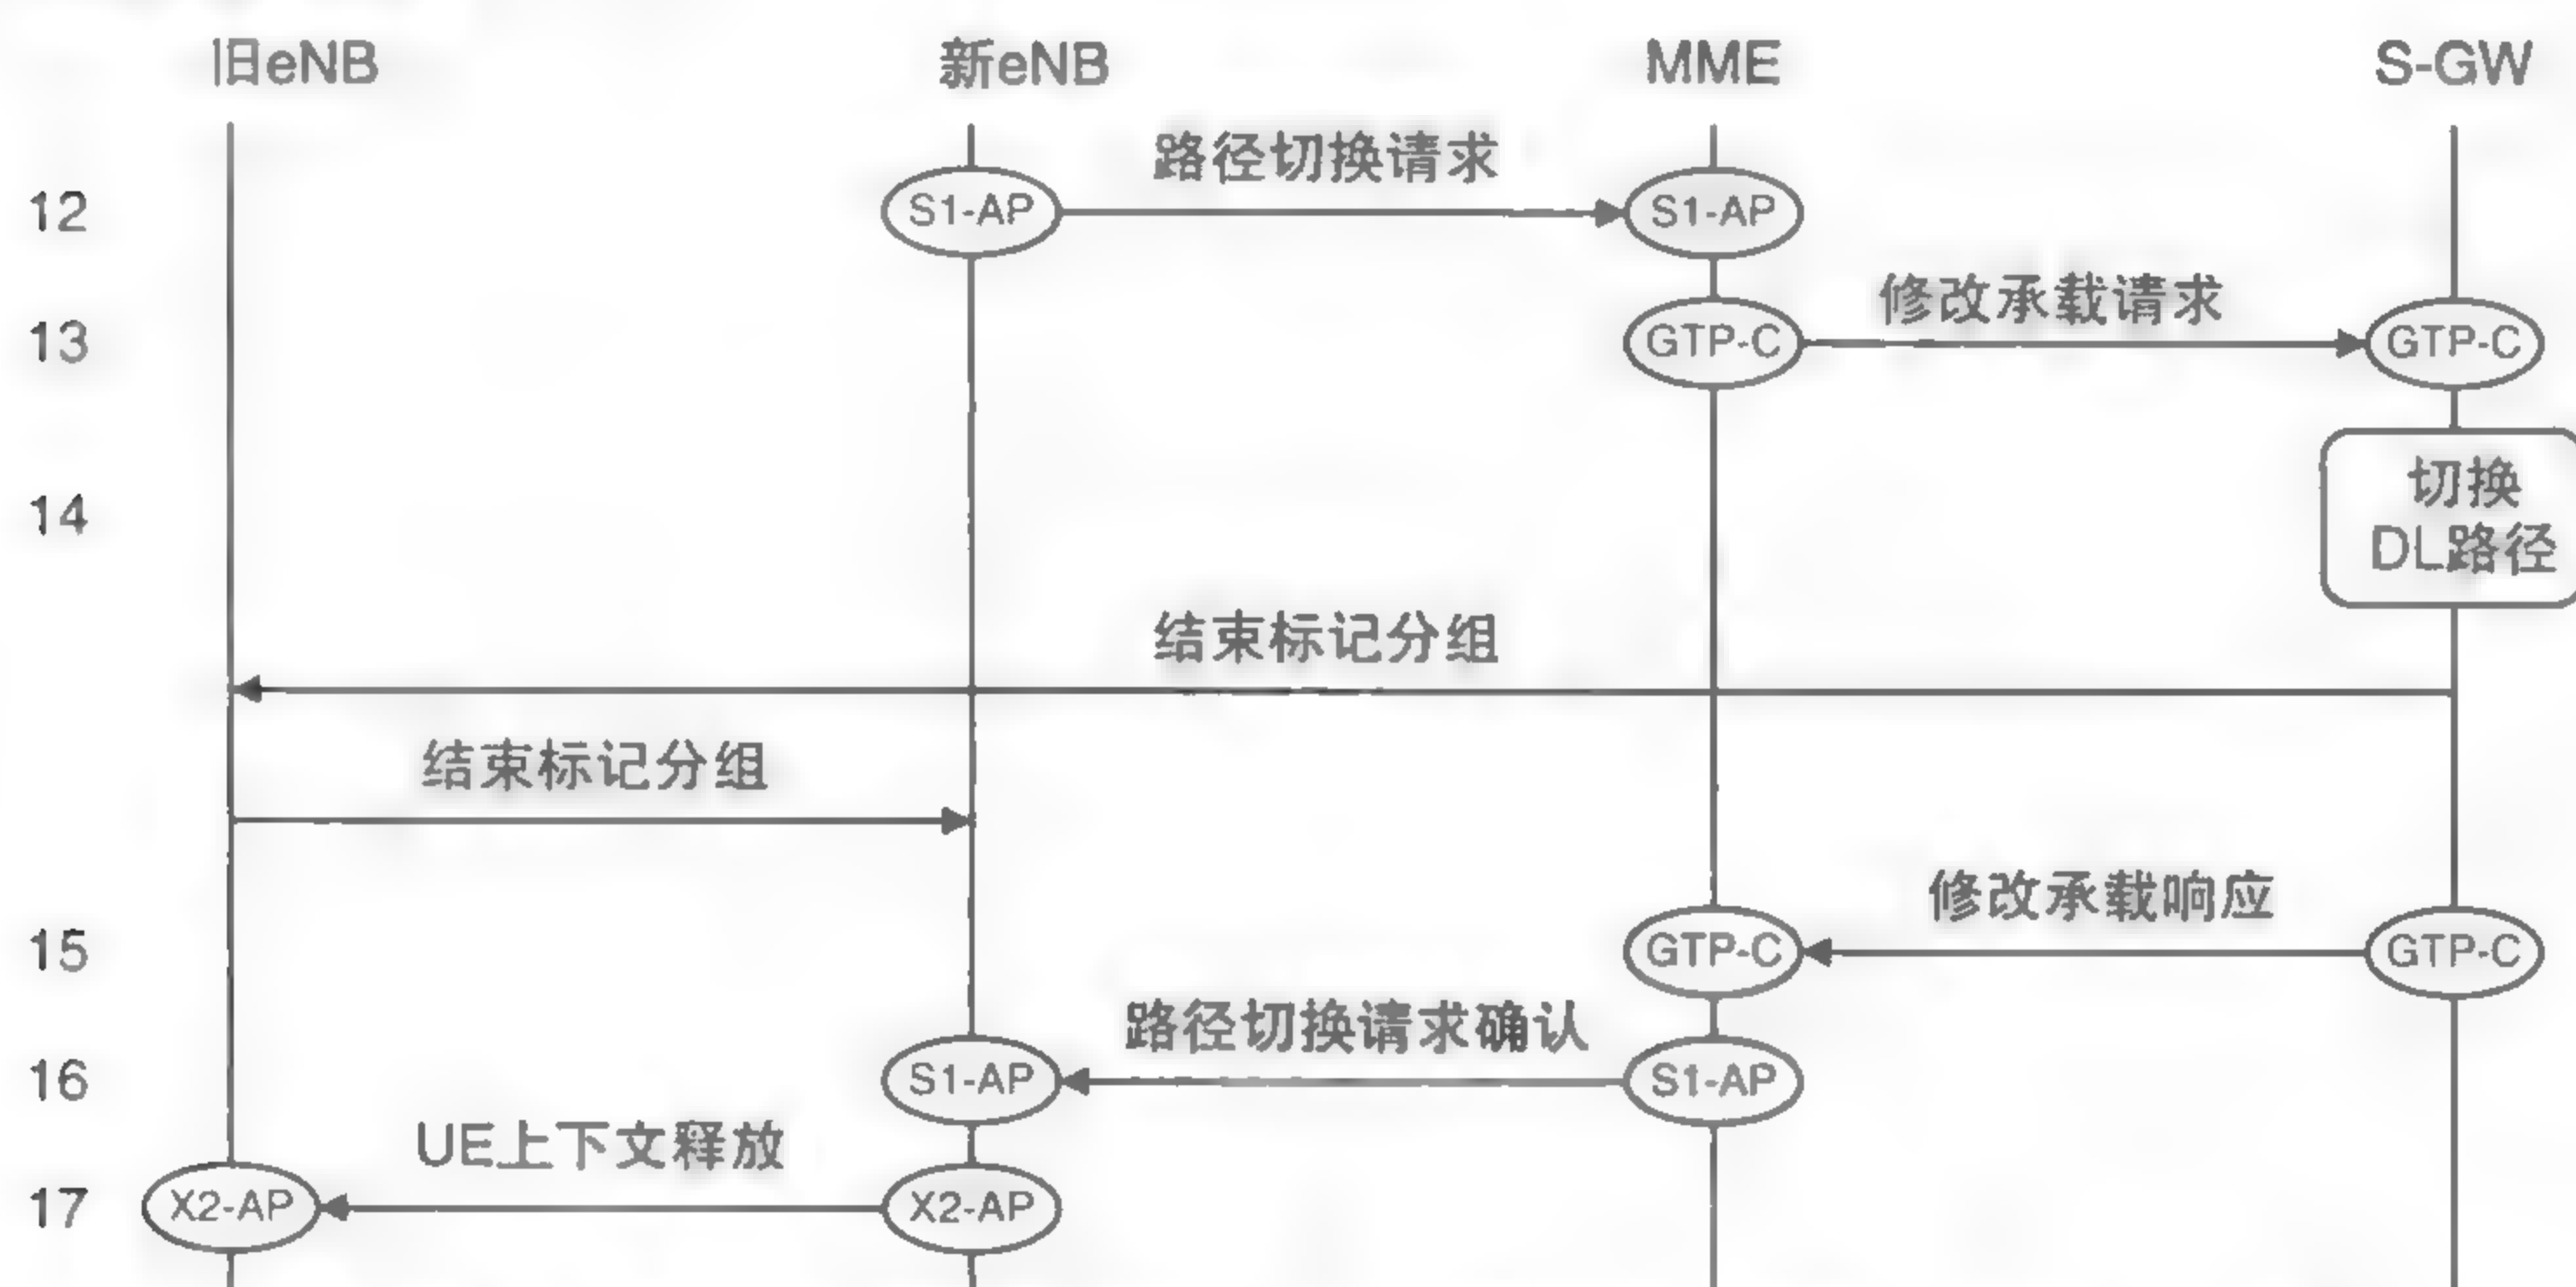 旧eNB 新eNB MME S-GW
路径切换请求
12 S1-AP S1-AP
修改承载请求
13 GTP-C GTP-C
切换
14
DL路径
结束标记分组
结束标记分组
修改承载响应
15 GTP-C GTP-C
路径切换请求确认
16 S1-AP S1-AP
UE上下文释放
17 X2-AP X2-AP